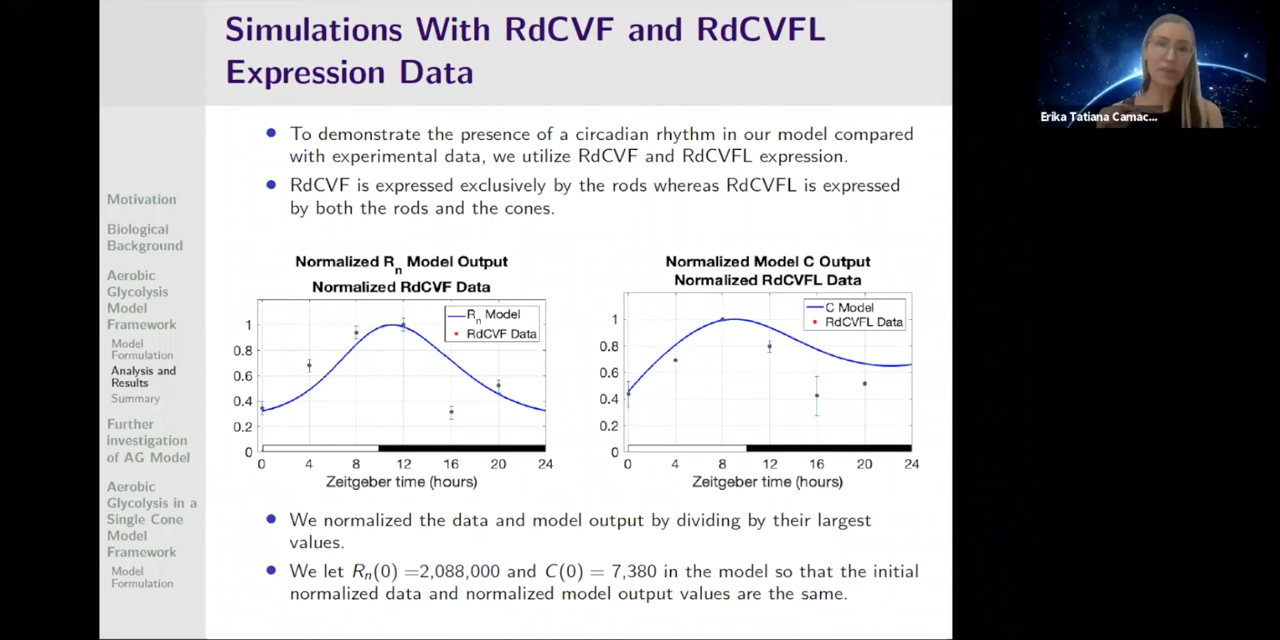 Simulations With RdCVF and RdCVFL
Expression Data
Erika Tatiana Camac...
To demonstrate the presence of a circadian rhythm in our model compared
with experimental data, we utilize RdCVF and RdCVFL expression.
RdCVF is expressed exclusively by the rods whereas RdCVFL is expressed
by both the rods and the cones.
Motivation
Biological
Background
Aerobic
Glycolysis
Model
Framework
Model
Formulation
Analysis and
Results
Summary
Further
investigation
of AG Model
Aerobic
Glycolysis in a
Single Cone
Model
Framework
Model
Formulation
Normalized Rn Model Output
Normalized RdCVF Data
Rn Model
RdCVF Data
1
0.8
0.6
0.4
0.2
0
0 4 8 12 16 20 24
Zeitgeber time (hours)
Normalized Model C Output
Normalized RdCVFL Data
C Model
RdCVFL Data
1
0.8
0.6
0.4
0.2
0
0 4 8 12 16 20 24
Zeitgeber time (hours)
We normalized the data and model output by dividing by their largest
values.
We let Rn(0) =2,088,000 and C(0) = 7,380 in the model so that the initial
normalized data and normalized model output values are the same.